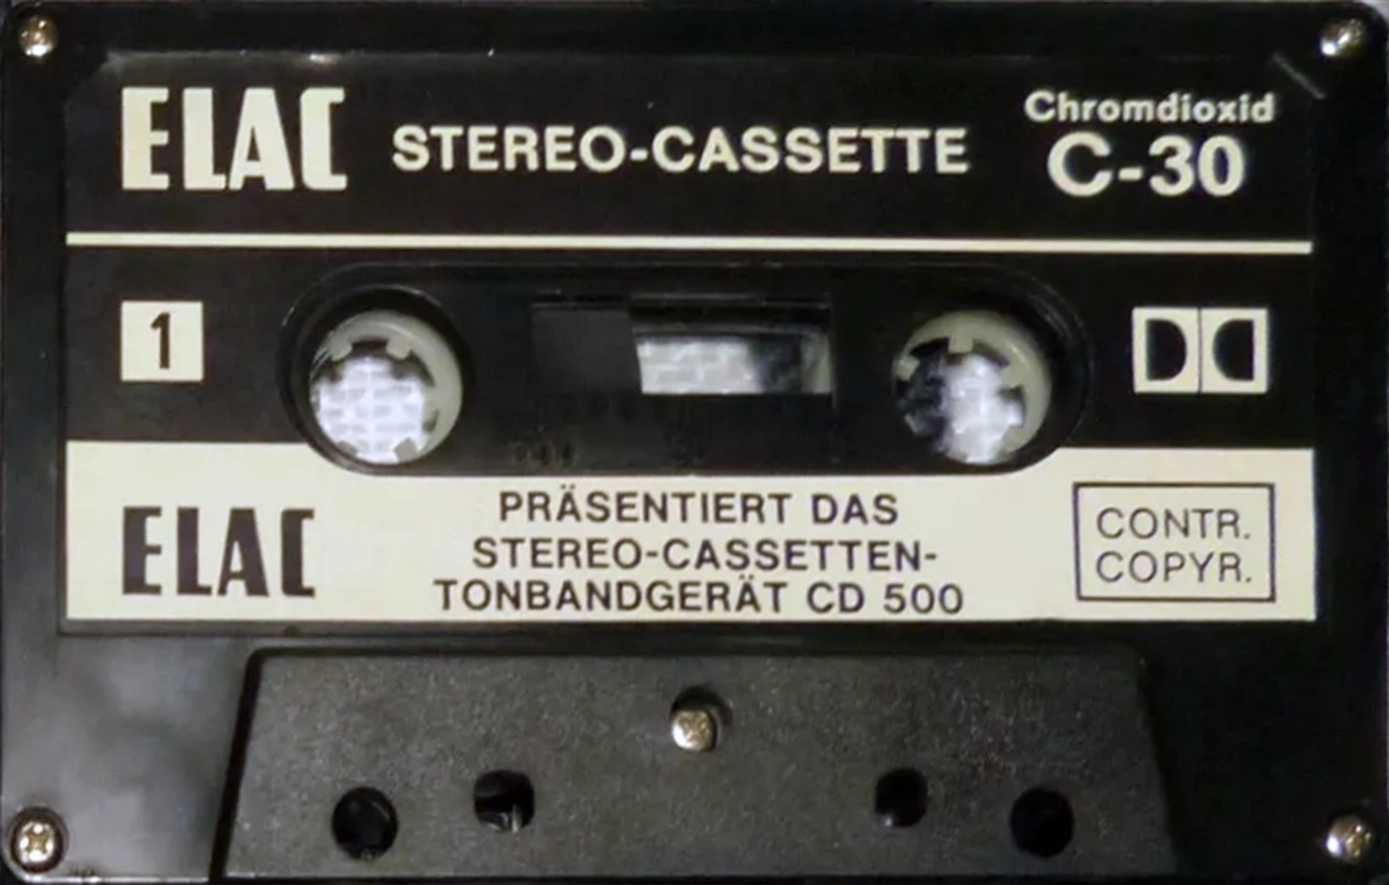 ELAC STEREO-CASSETTE Chromdioxid
C-30
1
ELAC
PRÄSENTIERT DAS
STEREO-CASSETTEN-
TONBANDGERÄT CD 500
CONTR.
COPYR.